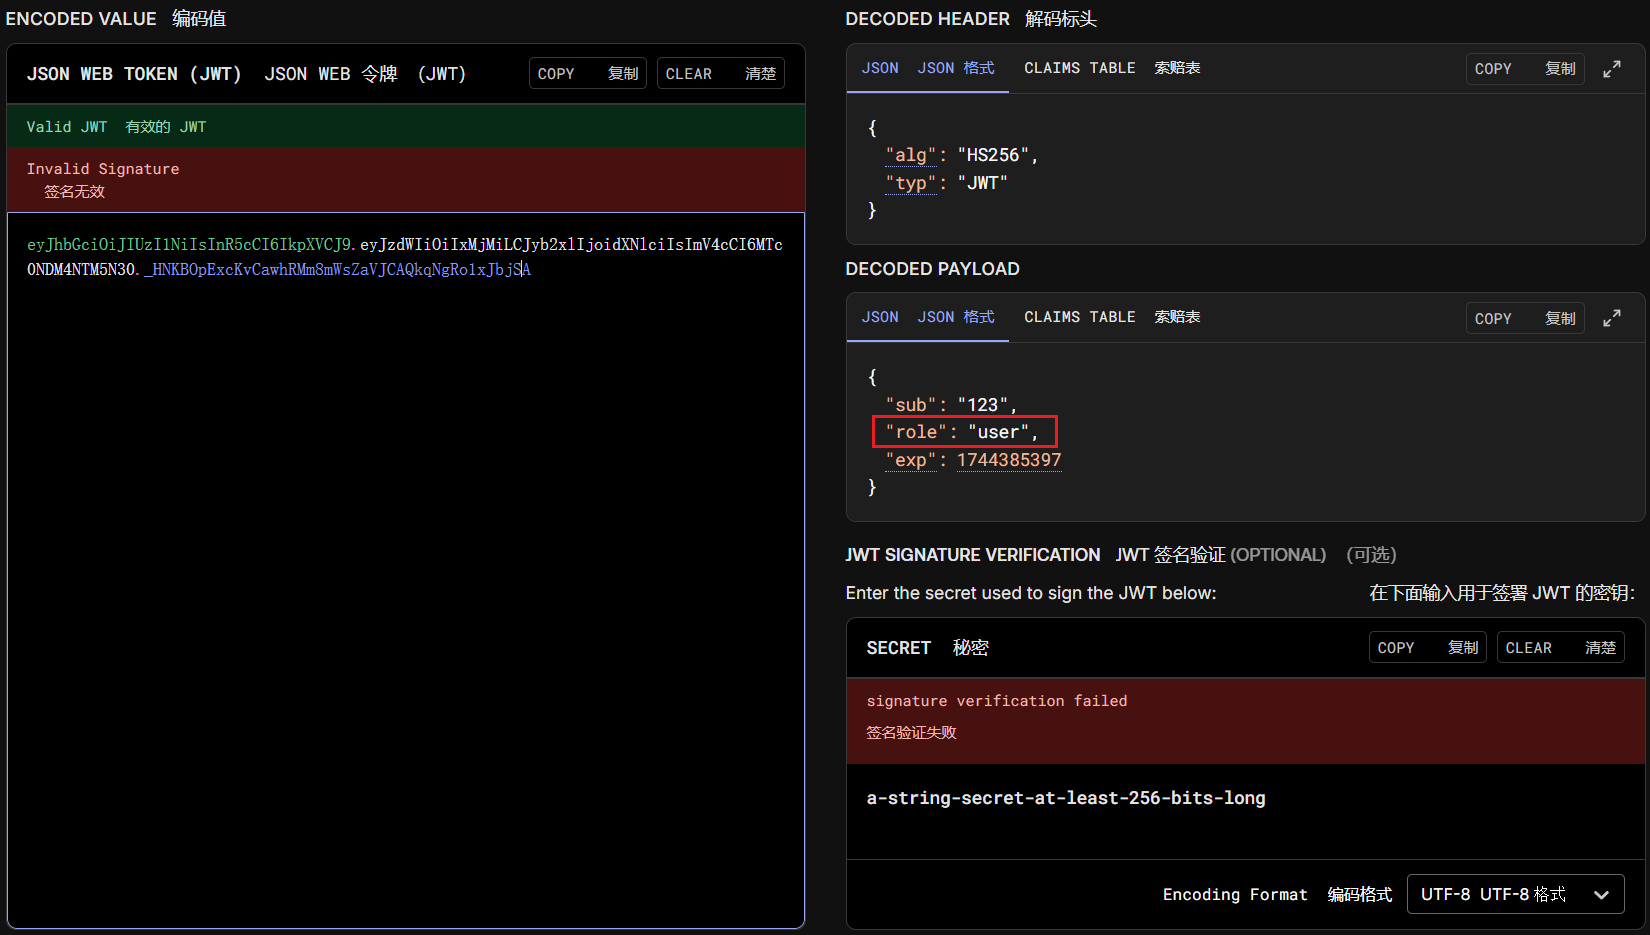 ENCODED VALUE 编码值
JSON WEB TOKEN (JWT) JSON WEB 令牌 (JWT)
COPY 复制
CLEAR 清楚
Valid JWT 有效的 JWT
Invalid Signature
签名无效
eyJhbGciOiJIUzI1NiIsInR5cCI6IkpXVCJ9.eyJzdWIiOiIxMjMiLCJyb2xlIjoidXNlciIsImV4cCI6MTc
0NDM4NTM5N30._HNKBOpExcKvCawhRMm8mWsZaVJCAQkqNgRo1xJbjSA
DECODED HEADER 解码标头
JSON JSON 格式 CLAIMS TABLE 索赔表
COPY 复制
{
"alg": "HS256",
"typ": "JWT"
}
DECODED PAYLOAD
JSON JSON 格式 CLAIMS TABLE 索赔表
COPY 复制
{
"sub": "123",
"role": "user",
"exp": 1744385397
}
JWT SIGNATURE VERIFICATION JWT 签名验证 (OPTIONAL) (可选)
Enter the secret used to sign the JWT below: 在下面输入用于签署 JWT 的密钥:
SECRET 秘密
COPY 复制
CLEAR 清楚
signature verification failed
签名验证失败
a-string-secret-at-least-256-bits-long
Encoding Format 编码格式 UTF-8 UTF-8 格式